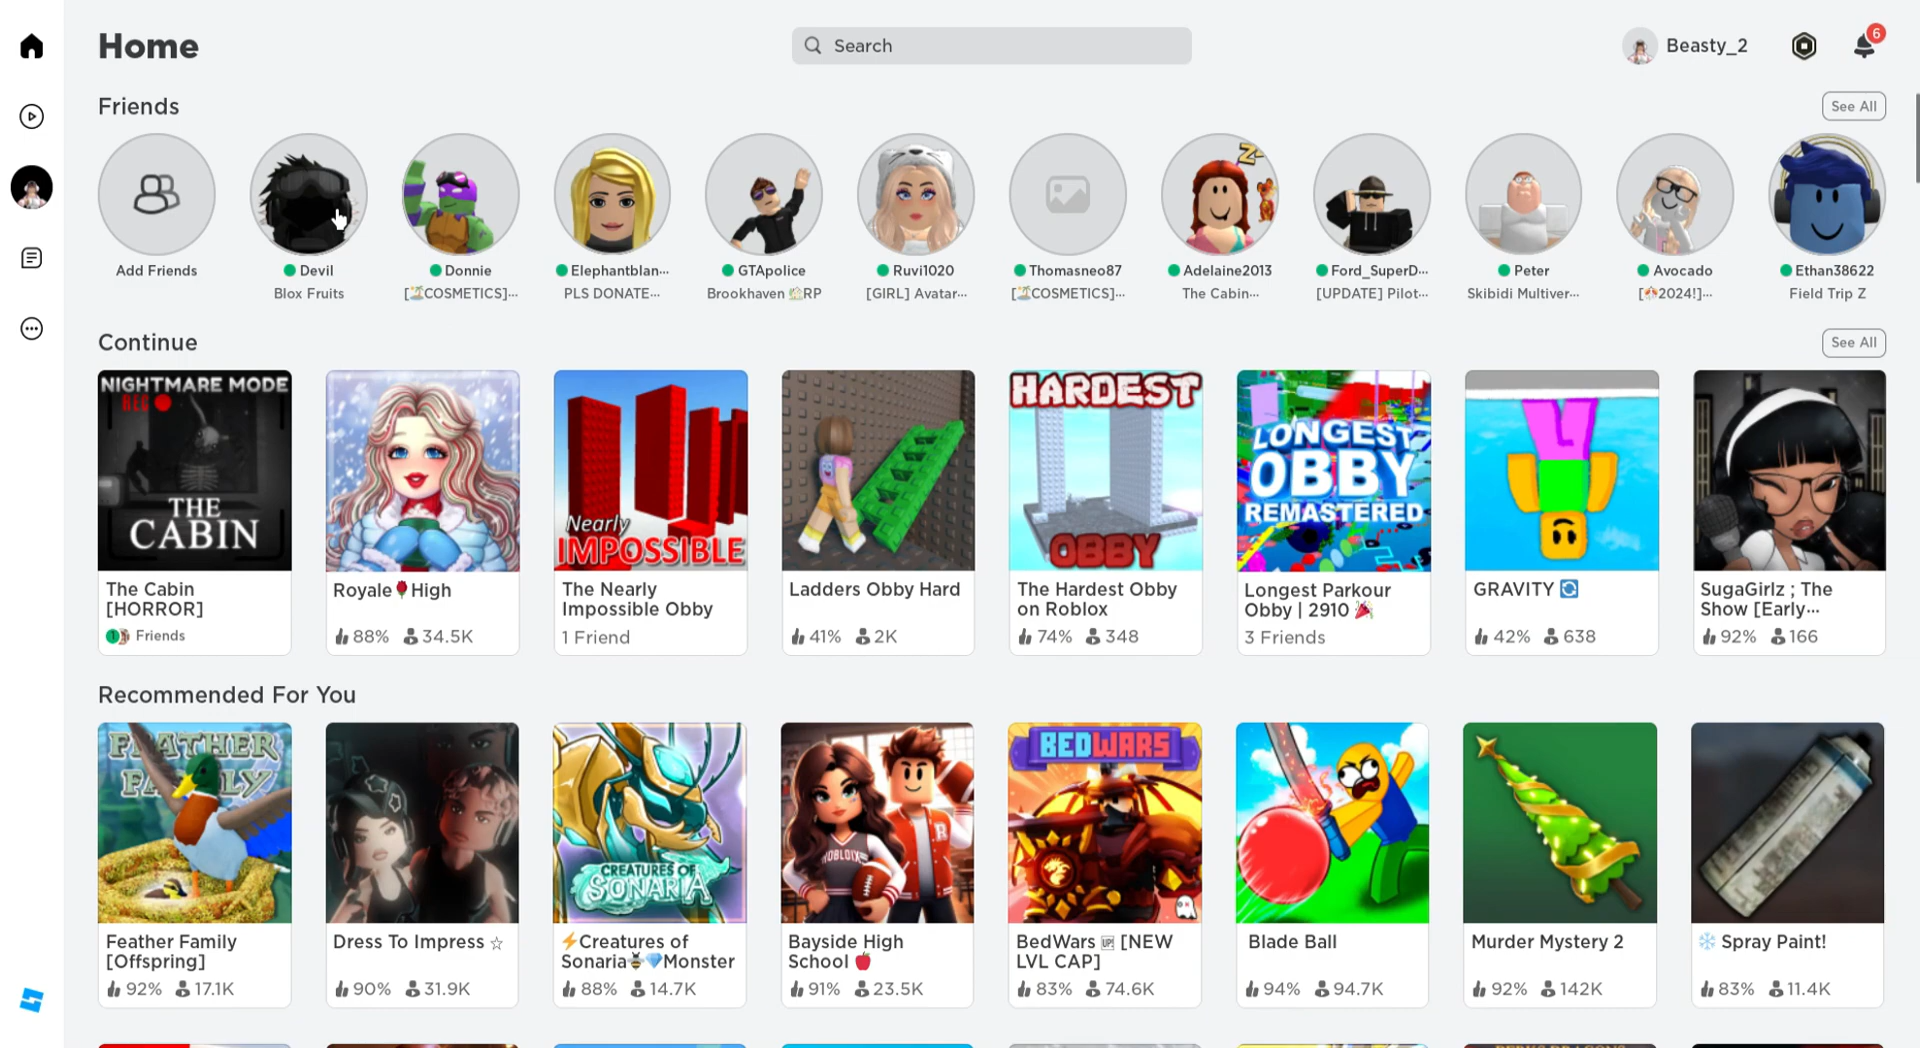 Home
Search
Beasty_2
6
Friends
See All
Add Friends
Devil
Blox Fruits
Donnie
[🏝️COSMETICS]...
Elephantblan...
PLS DONATE...
GTApolice
Brookhaven 🏡RP
Ruvi1020
[GIRL] Avatar...
Thomasneo87
[🏝️COSMETICS]...
Adelaine2013
The Cabin...
Ford_SuperD...
[UPDATE] Pilot...
Peter
Skibidi Multiver...
Avocado
[🎊2024!]...
Ethan38622
Field Trip Z
Continue
See All
NIGHTMARE MODE
REC
THE
CABIN
The Cabin
[HORROR]
Friends
Royale🌹High
88% 34.5K
Nearly
IMPOSSIBLE
The Nearly
Impossible Obby
1 Friend
Ladders Obby Hard
41% 2K
HARDEST
OBBY
The Hardest Obby
on Roblox
74% 348
LONGEST
OBBY
REMASTERED
Longest Parkour
Obby | 2910 🎉
3 Friends
GRAVITY 🔄
42% 638
SugaGirlz ; The
Show [Early...
92% 166
Recommended For You
FEATHER
FAMILY
Feather Family
[Offspring]
92% 17.1K
Dress To Impress ☆
90% 31.9K
CREATURES OF
SONARIA
⚡Creatures of
Sonaria🐝💎Monster
88% 14.7K
R
Bayside High
School 🍎
91% 23.5K
BEDWARS
BedWars 🆙 [NEW
LVL CAP]
83% 74.6K
Blade Ball
94% 94.7K
Murder Mystery 2
92% 142K
❄️ Spray Paint!
83% 11.4K